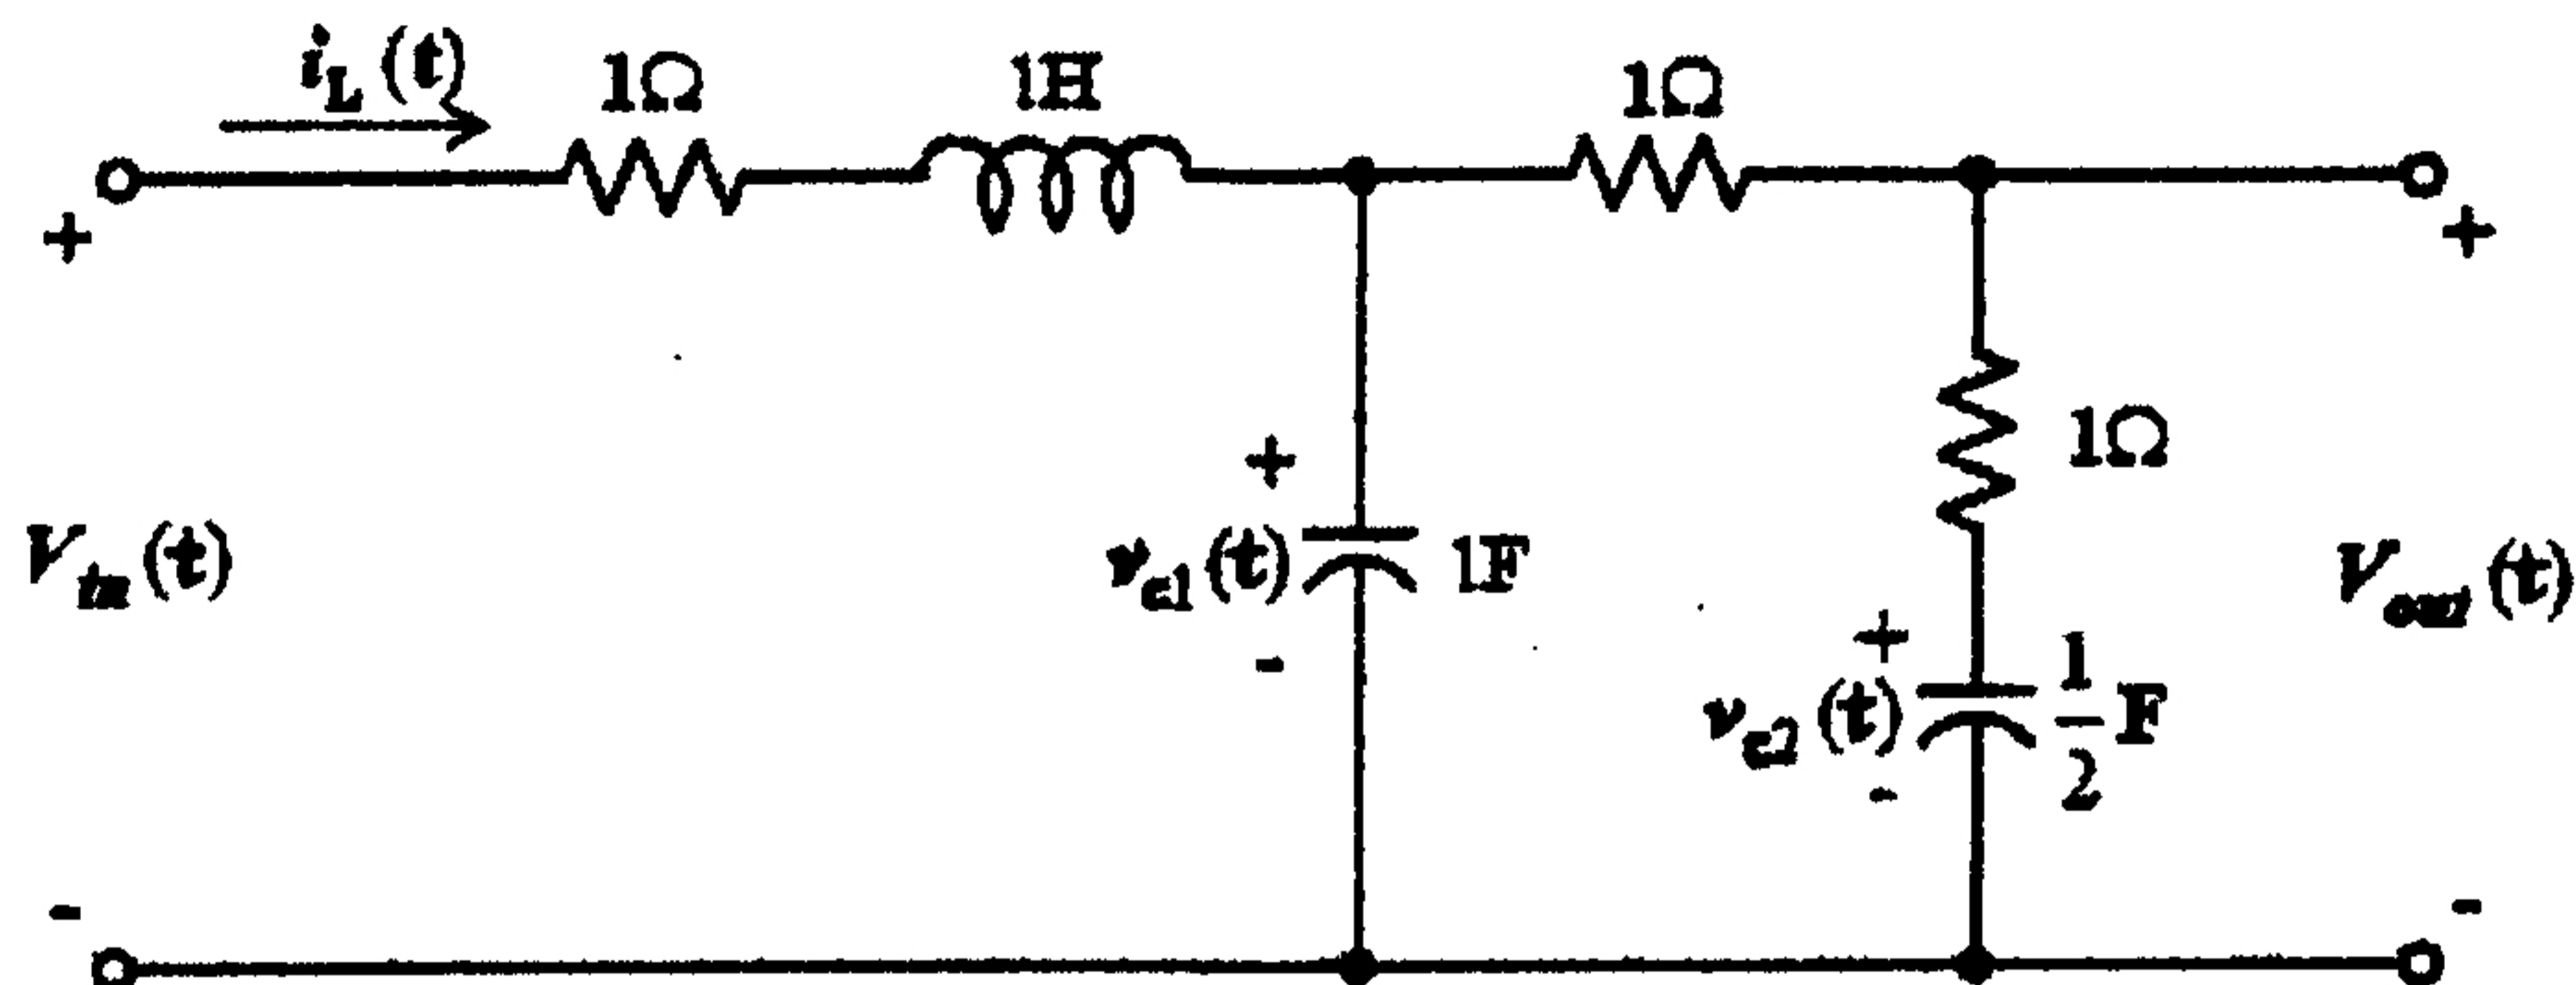 i_L(t)
1Ω
1H
1Ω
+
+
1Ω
+
V_in(t)
v_c1(t)
1F
V_out(t)
-
+
v_c2(t)
1/2 F
-
-
-